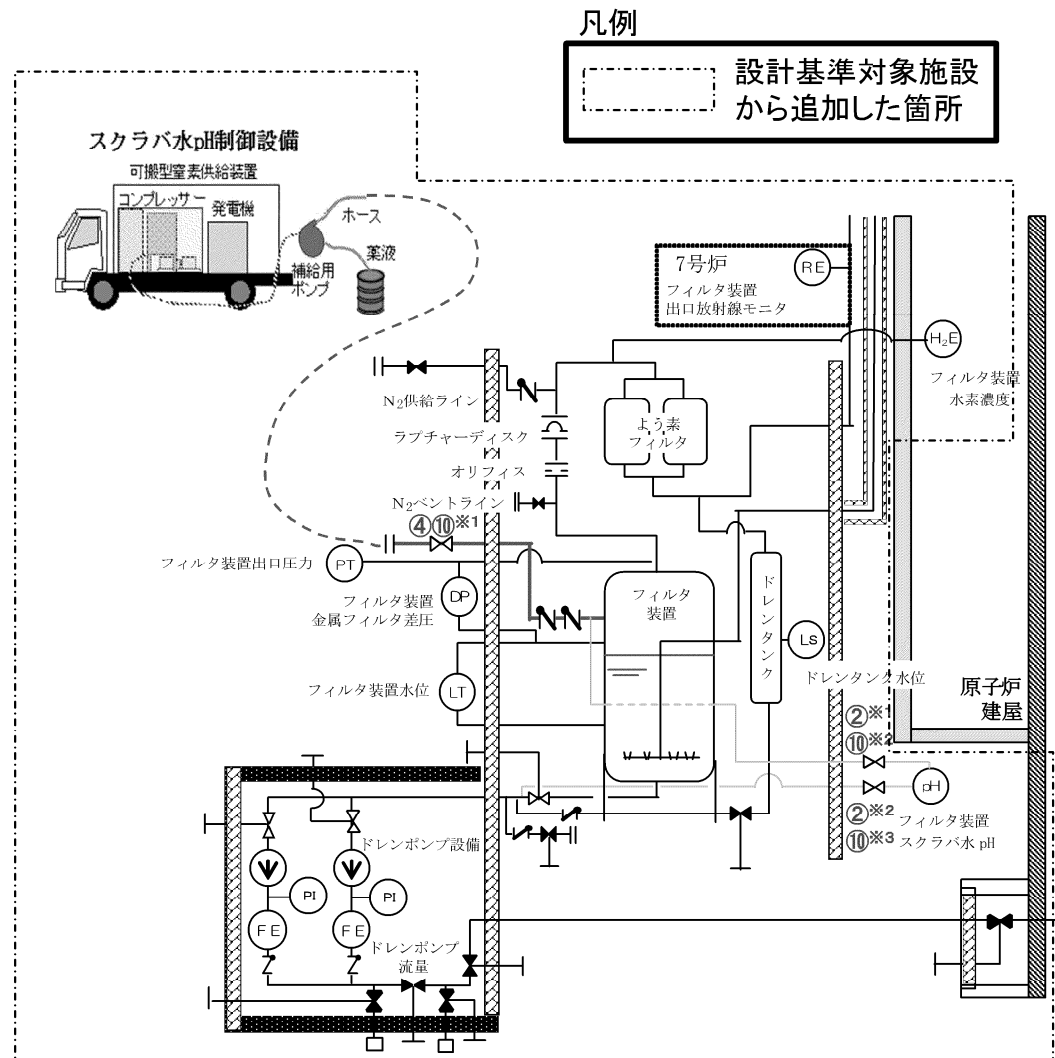 凡例
設計基準対象施設
から追加した箇所
スクラバ水pH制御設備
可搬型窒素供給装置
コンプレッサー
発電機
ホース
薬液
補給用
ポンプ
7号炉
フィルタ装置
出口放射線モニタ
RE
H₂E
フィルタ装置
水素濃度
N₂供給ライン
ラプチャーディスク
オリフィス
N₂ベントライン
よう素
フィルタ
④⑩※1
フィルタ装置出口圧力
PT
DP
フィルタ装置
金属フィルタ差圧
フィルタ装置水位
LT
フィルタ
装置
ドレンタンク
LS
ドレンタンク水位
原子炉
建屋
②※1
⑩※2
pH
②※2
⑩※3
フィルタ装置
スクラバ水 pH
ドレンポンプ設備
PI
PI
FE
FE
ドレンポンプ
流量